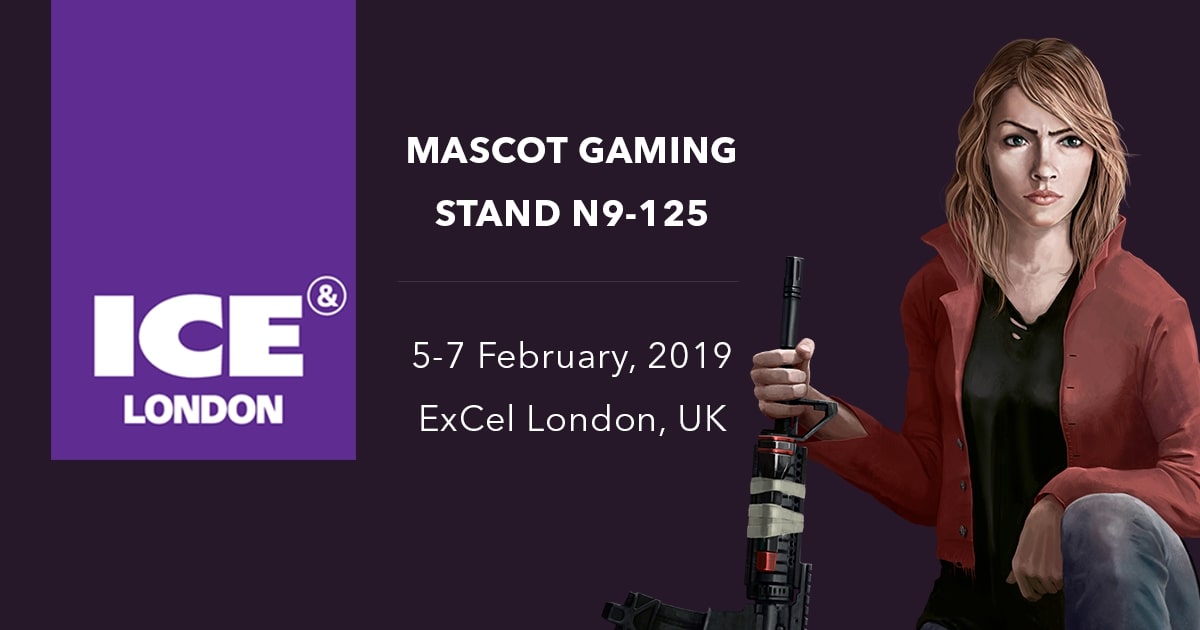 ICE &
LONDON
MASCOT GAMING
STAND N9-125
5-7 February, 2019
ExCel London, UK